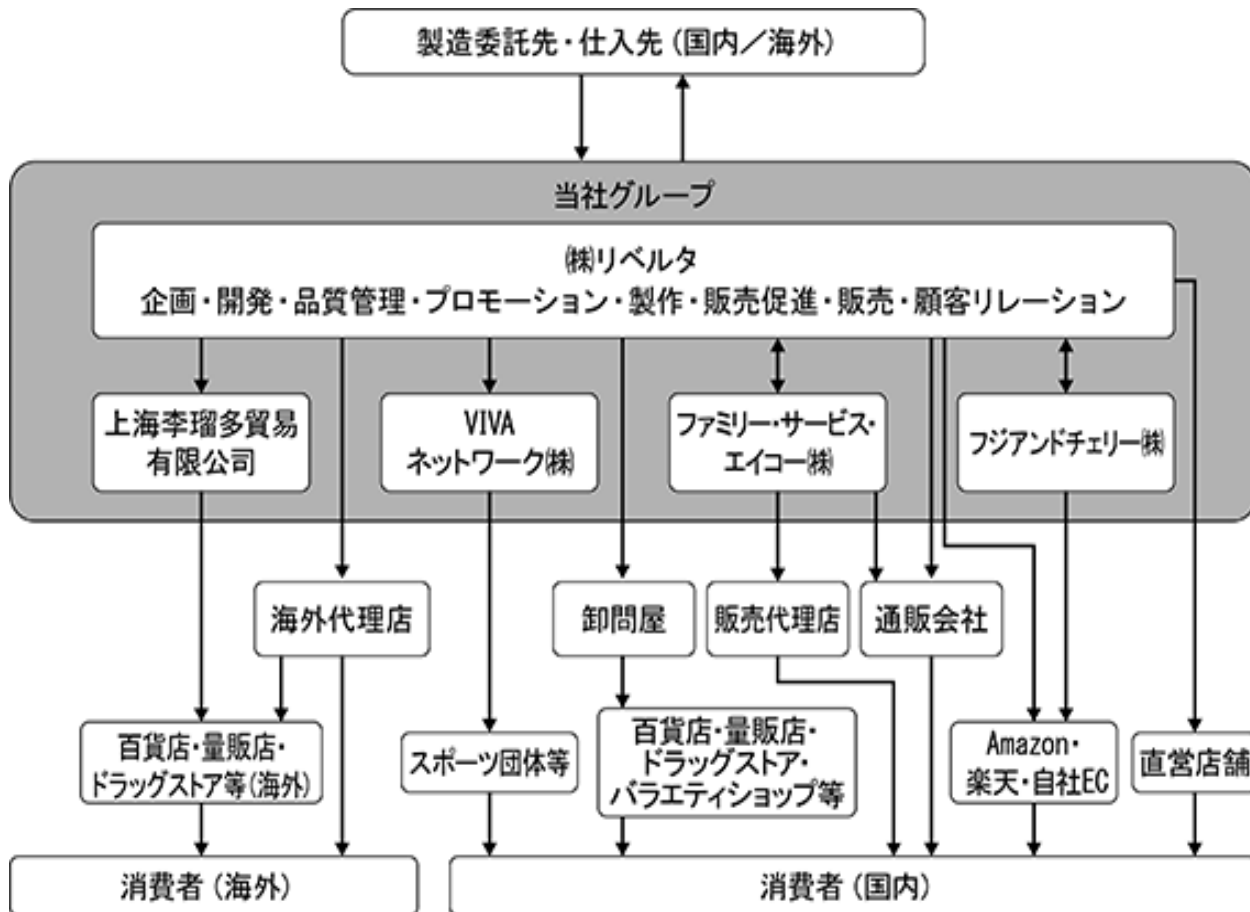 製造委託先・仕入先（国内／海外）
当社グループ
㈱リベルタ
企画・開発・品質管理・プロモーション・製作・販売促進・販売・顧客リレーション
上海李瑠多貿易
有限公司
VIVA
ネットワーク㈱
ファミリー・サービス・
エイコー㈱
フジアンドチェリー㈱
海外代理店
卸問屋
販売代理店
通販会社
百貨店・量販店・
ドラッグストア等（海外）
スポーツ団体等
百貨店・量販店・
ドラッグストア・
バラエティショップ等
Amazon・
楽天・自社EC
直営店舗
消費者（海外）
消費者（国内）